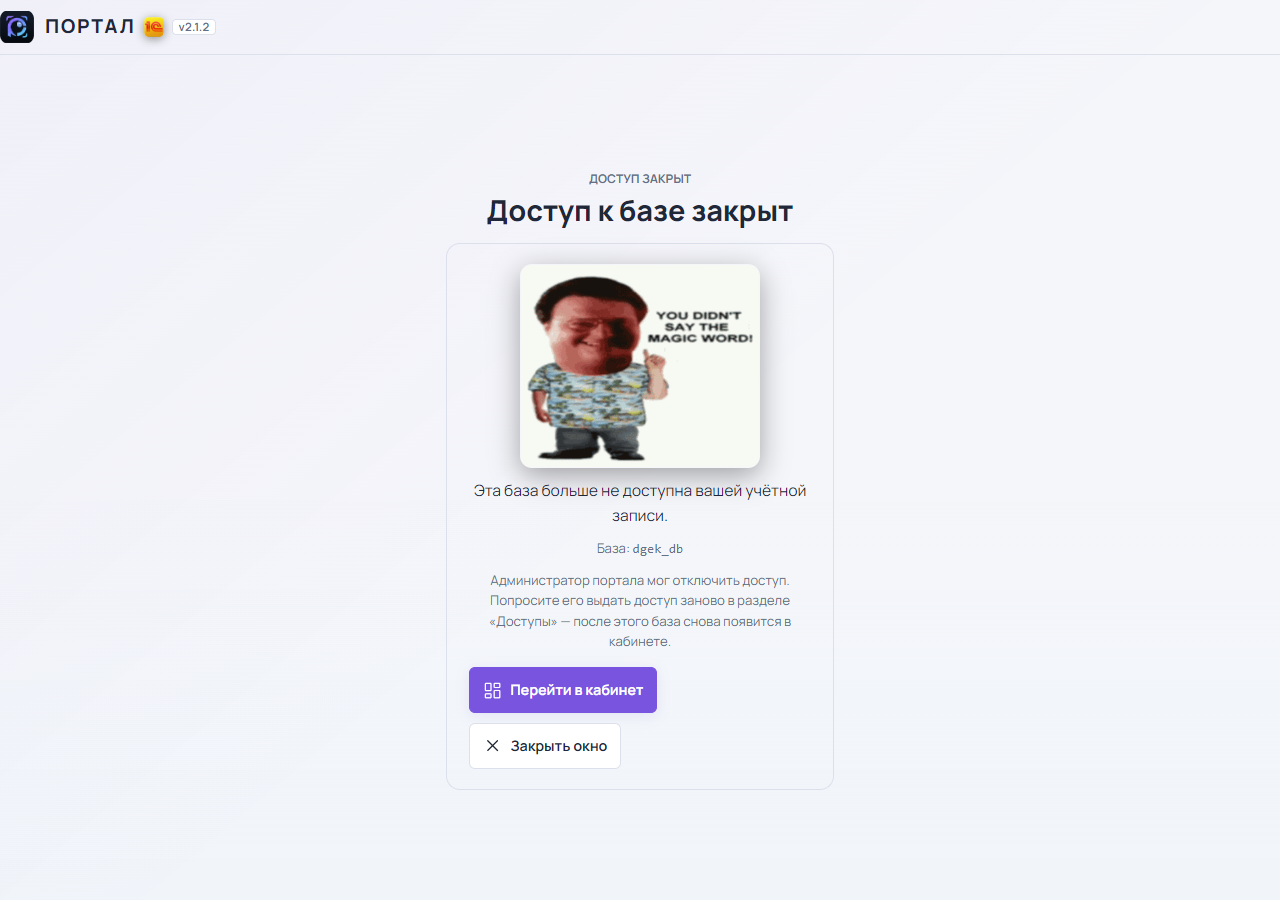 ПОРТАЛ 1С v2.1.2
ДОСТУП ЗАКРЫТ
Доступ к базе закрыт
YOU DIDN'T
SAY THE
MAGIC WORD!
Эта база больше не доступна вашей учётной
записи.
База: dgek_db
Администратор портала мог отключить доступ.
Попросите его выдать доступ заново в разделе
«Доступы» — после этого база снова появится в
кабинете.
Перейти в кабинет
Закрыть окно